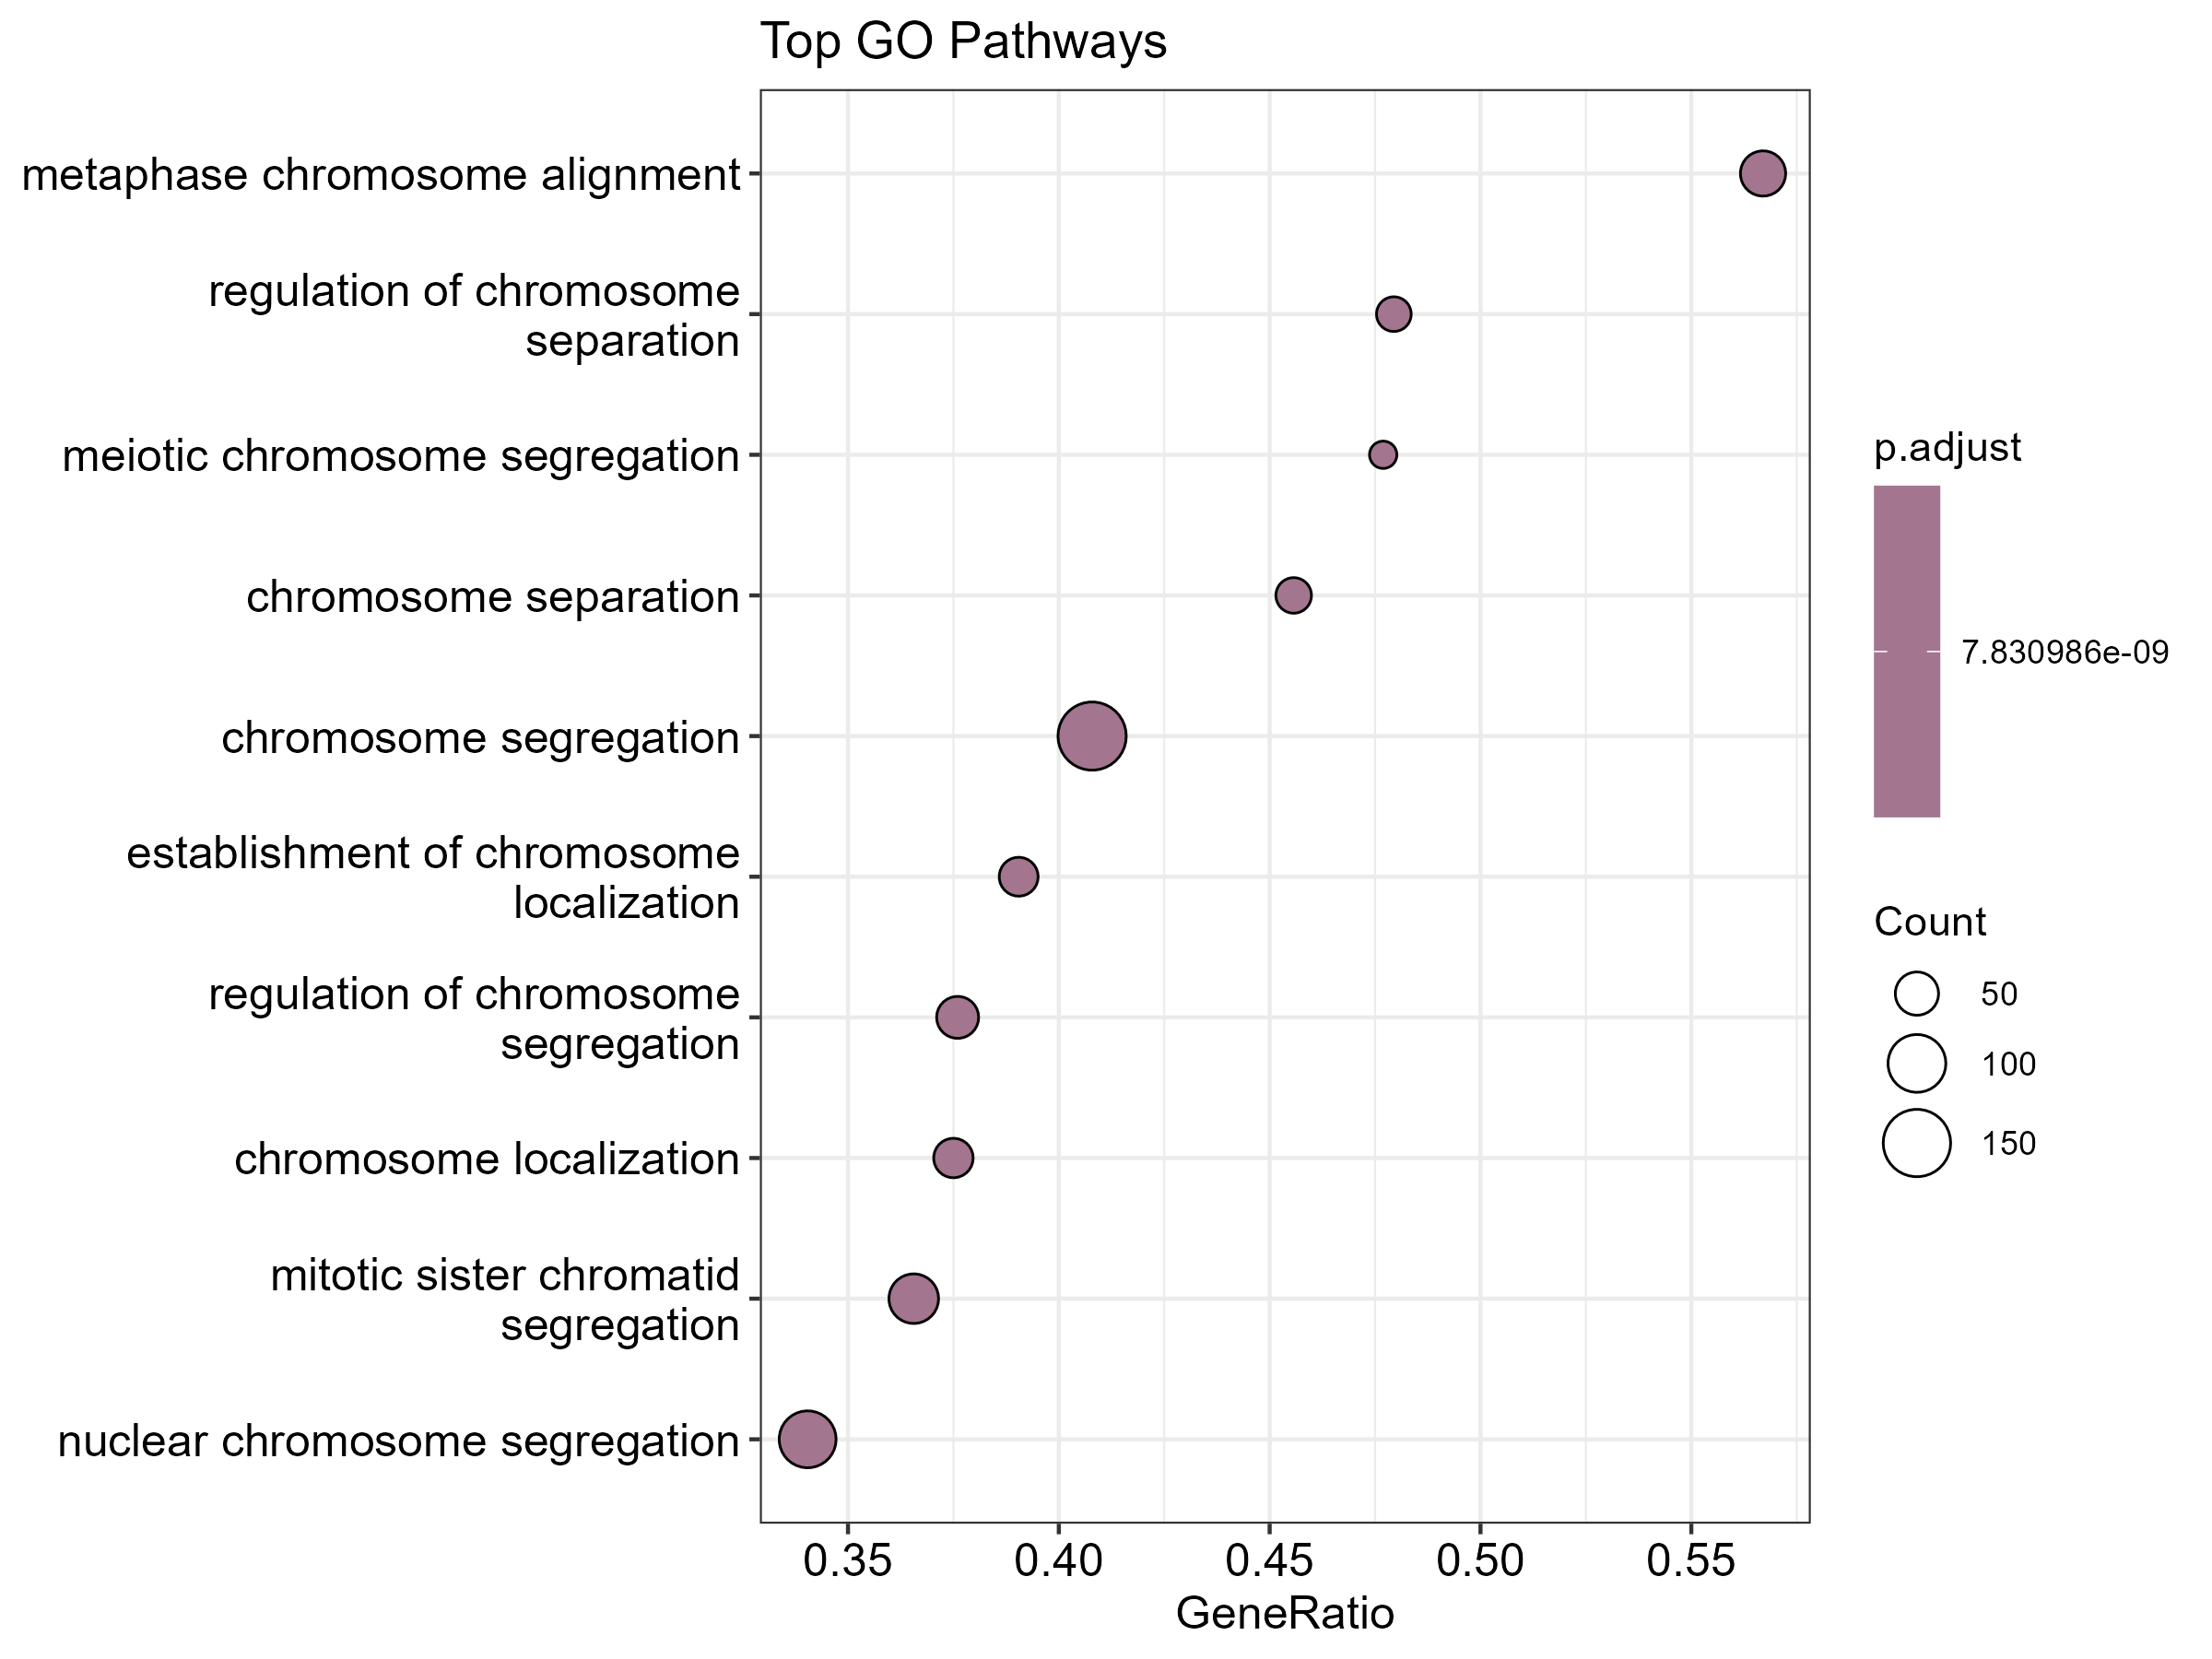 Top GO Pathways
metaphase chromosome alignment
regulation of chromosome
separation
meiotic chromosome segregation
chromosome separation
chromosome segregation
establishment of chromosome
localization
regulation of chromosome
segregation
chromosome localization
mitotic sister chromatid
segregation
nuclear chromosome segregation
0.35 0.40 0.45 0.50 0.55
GeneRatio
p.adjust
7.830986e-09
Count
50
100
150